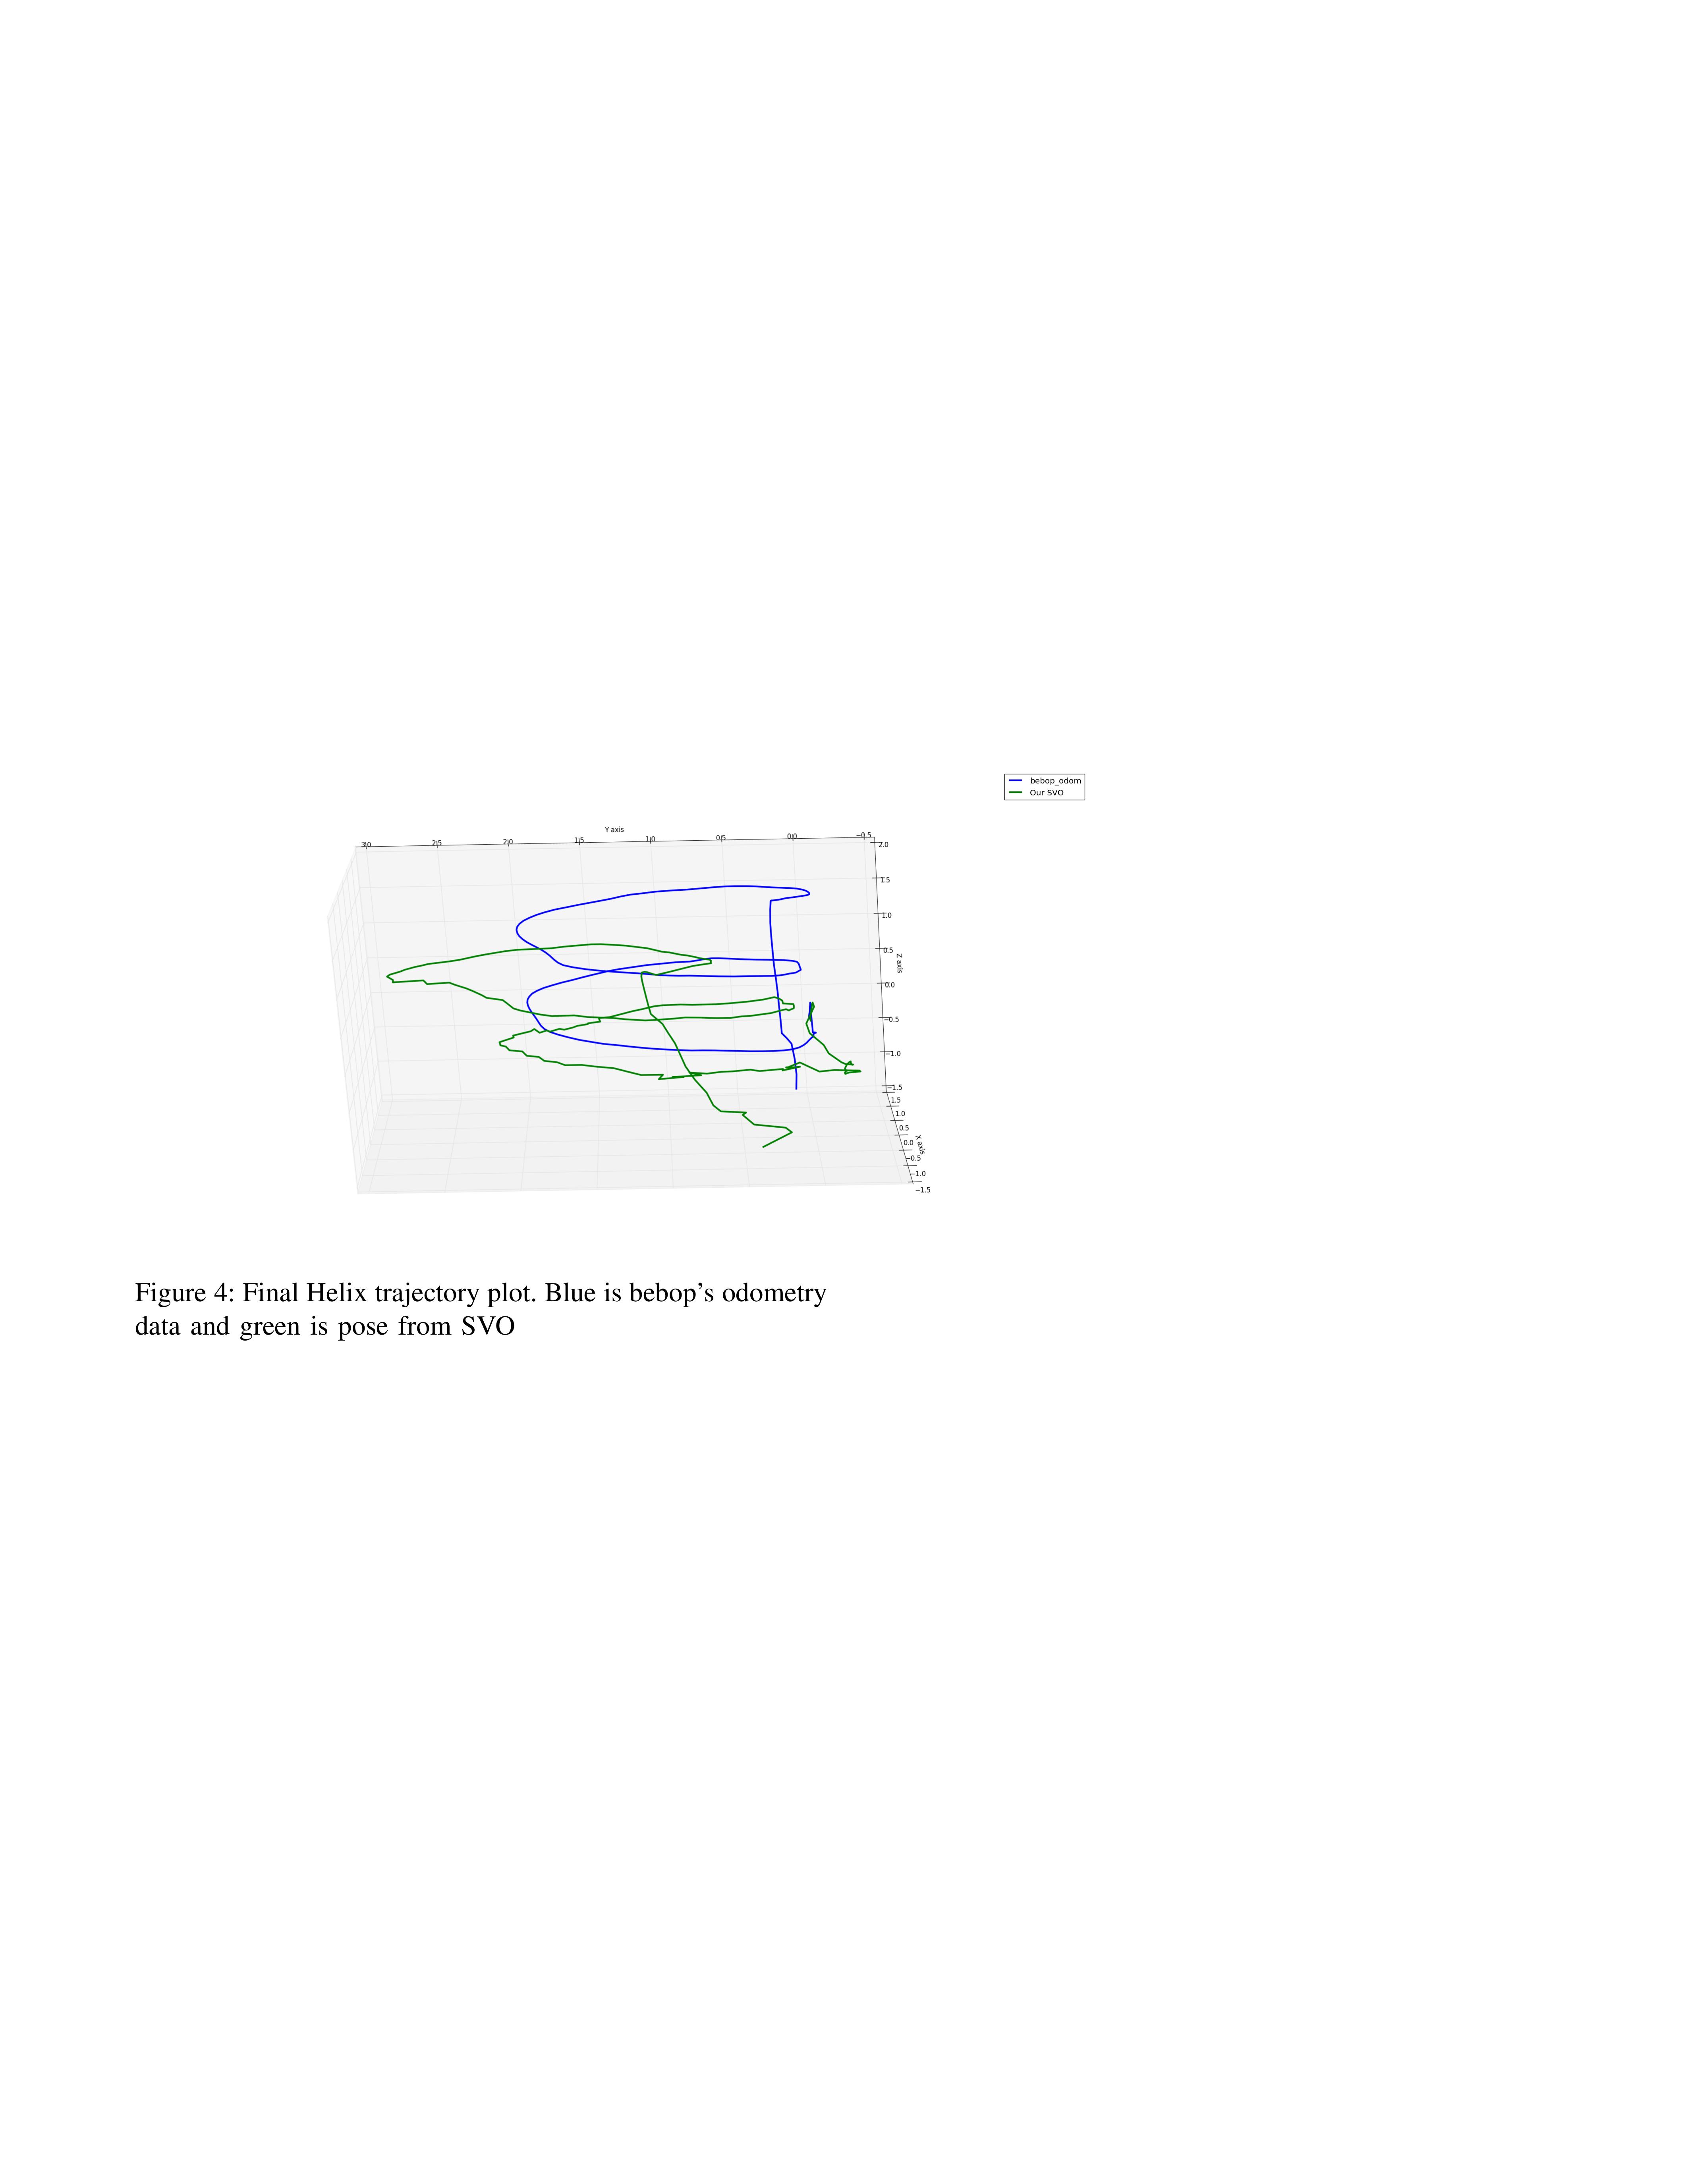 bebop_odom
Our SVO
Y axis
3.0 2.5 2.0 1.5 1.0 0.5 0.0 −0.5
2.0
1.5
1.0
0.5
0.0
−0.5
−1.0
−1.5
Z axis
1.5
1.0
0.5
0.0
−0.5
−1.0
−1.5
X axis
Figure 4: Final Helix trajectory plot. Blue is bebop's odometry
data and green is pose from SVO